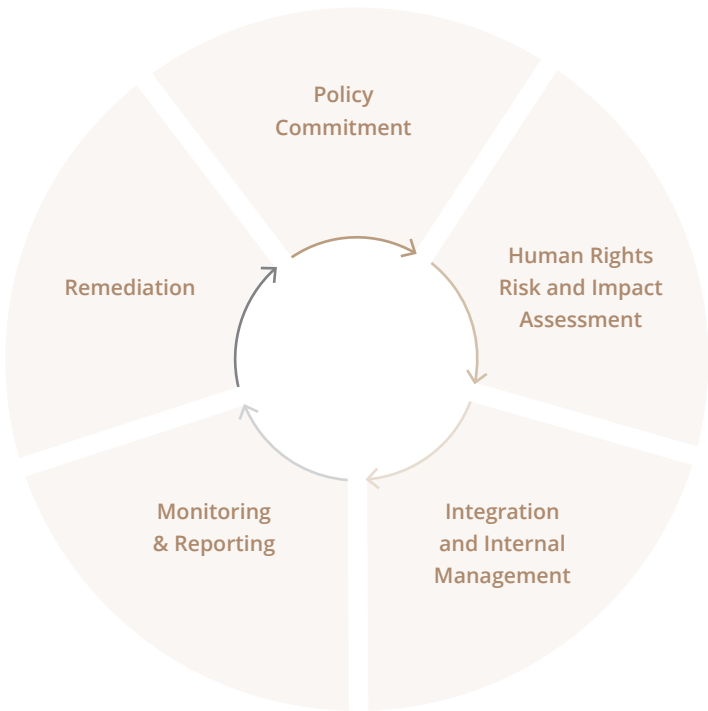 Policy
Commitment
Human Rights
Risk and Impact
Assessment
Integration
and Internal
Management
Monitoring
& Reporting
Remediation